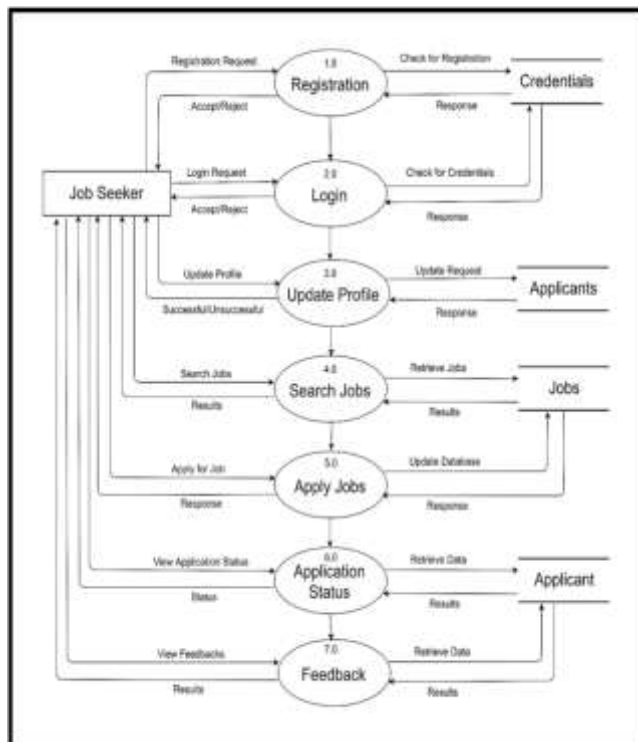 1.0
Registration
Registration Request
Check for Registration
Credentials
Accept/Reject
Response
Job Seeker
Login Request
2.0
Login
Check for Credentials
Accept/Reject
Response
Update Profile
3.0
Update Profile
Update Request
Applicants
Successful/Unsuccessful
Response
Search Jobs
4.0
Search Jobs
Retrieve Jobs
Jobs
Results
Results
Apply for Job
5.0
Apply Jobs
Update Database
Response
Response
View Application Status
6.0
Application
Status
Retrieve Data
Applicant
Status
Results
View Feedbacks
7.0
Feedback
Retrieve Data
Results
Results